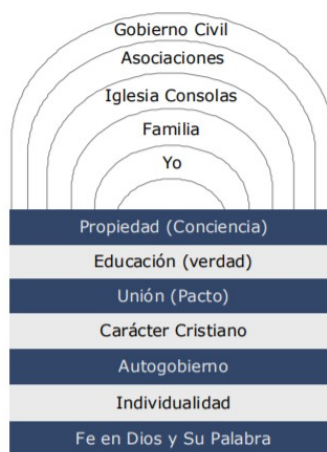 Gobierno Civil
Asociaciones
Iglesia Consolas
Familia
Yo
Propiedad (Conciencia)
Educación (verdad)
Unión (Pacto)
Carácter Cristiano
Autogobierno
Individualidad
Fe en Dios y Su Palabra